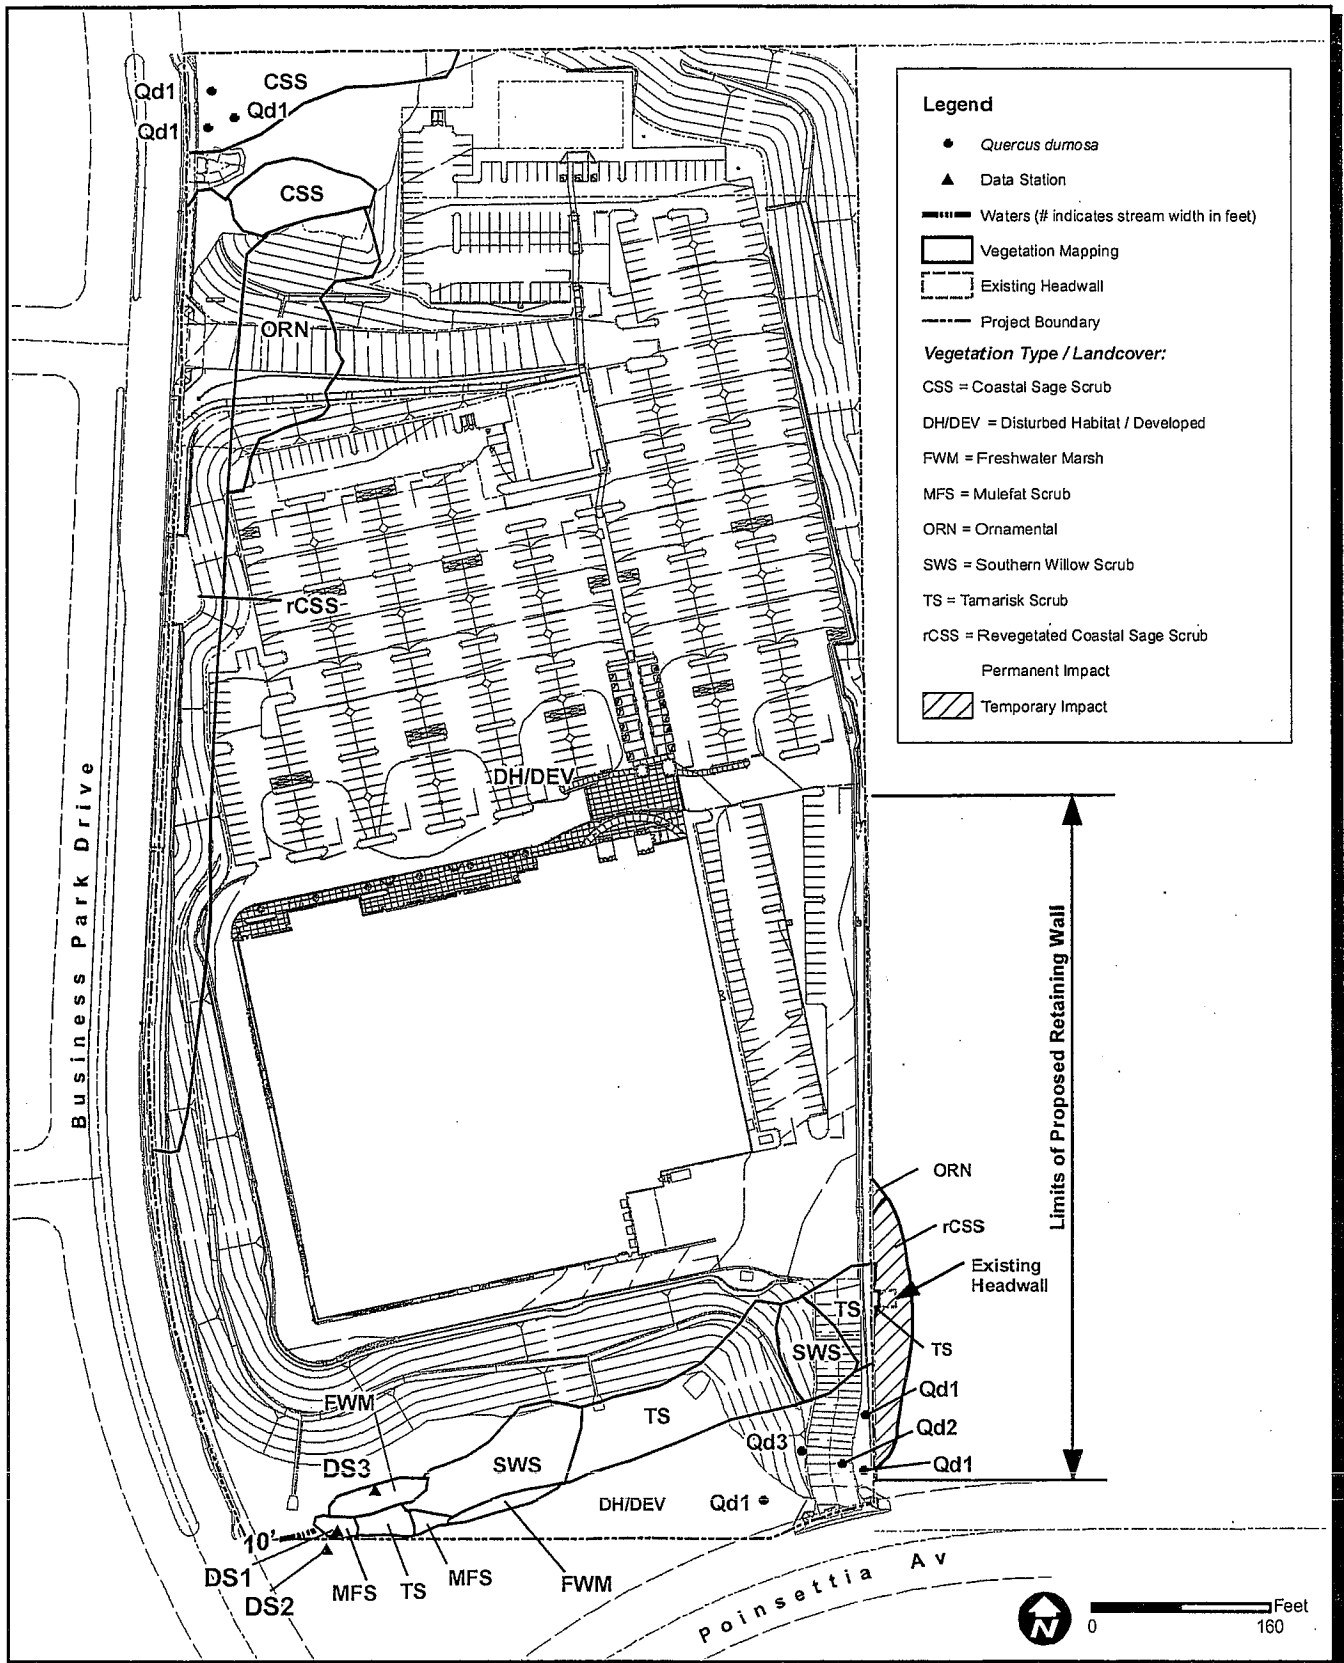 CSS
Qd1
Qd1
Qd1
CSS
ORN
rCSS
DH/DEV
Business Park Drive
Legend
Quercus dumosa
Data Station
Waters (# indicates stream width in feet)
Vegetation Mapping
Existing Headwall
Project Boundary
Vegetation Type / Landcover:
CSS = Coastal Sage Scrub
DH/DEV = Disturbed Habitat / Developed
FWM = Freshwater Marsh
MFS = Mulefat Scrub
ORN = Ornamental
SWS = Southern Willow Scrub
TS = Tamarisk Scrub
rCSS = Revegetated Coastal Sage Scrub
Permanent Impact
Temporary Impact
Limits of Proposed Retaining Wall
ORN
rCSS
Existing
Headwall
TS
TS
SWS
Qd1
Qd2
Qd1
Qd3
Qd1
FWM
TS
SWS
DS3
DH/DEV
10'
DS1
DS2
MFS
TS
MFS
FWM
Poinsettia Av
N
0
160
Feet